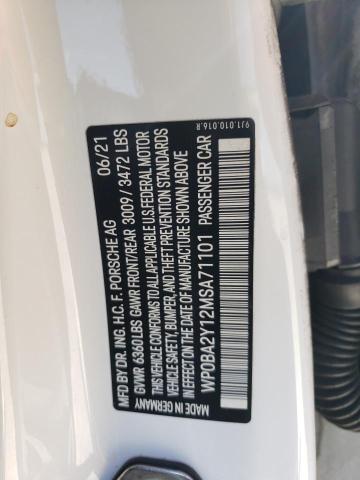 9J1.010.016.R
MFD BY DR. ING. H.C. F. PORSCHE AG 06/21
GVWR 6360 LBS GAWR FRONT/REAR 3009 / 3472 LBS
THIS VEHICLE CONFORMS TO ALL APPLICABLE U.S.FEDERAL MOTOR
VEHICLE SAFETY, BUMPER, AND THEFT PREVENTION STANDARDS
IN EFFECT ON THE DATE OF MANUFACTURE SHOWN ABOVE
WP0BA2Y12MSA71101 PASSENGER CAR
MADE IN GERMANY